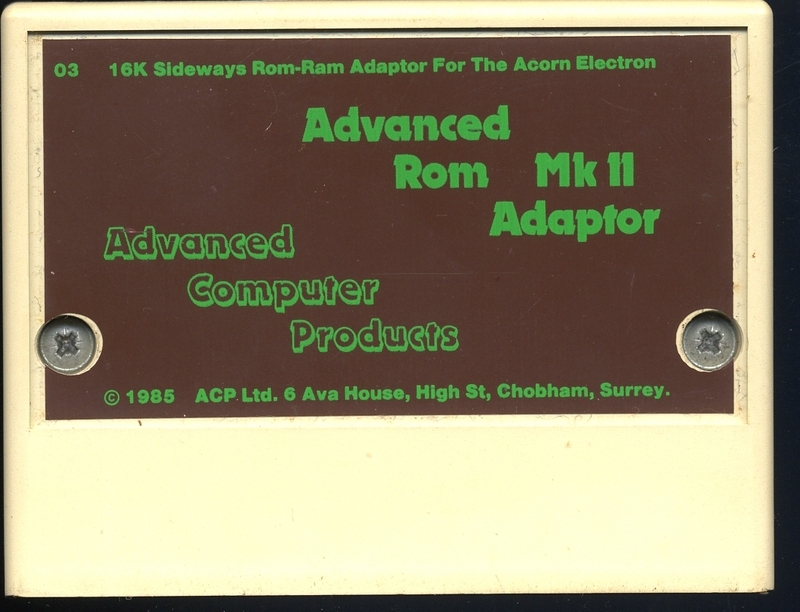 03 16K Sideways Rom-Ram Adaptor For The Acorn Electron
Advanced
Rom Mk II
Adaptor
Advanced
Computer
Products
© 1985 ACP Ltd. 6 Ava House, High St, Chobham, Surrey.